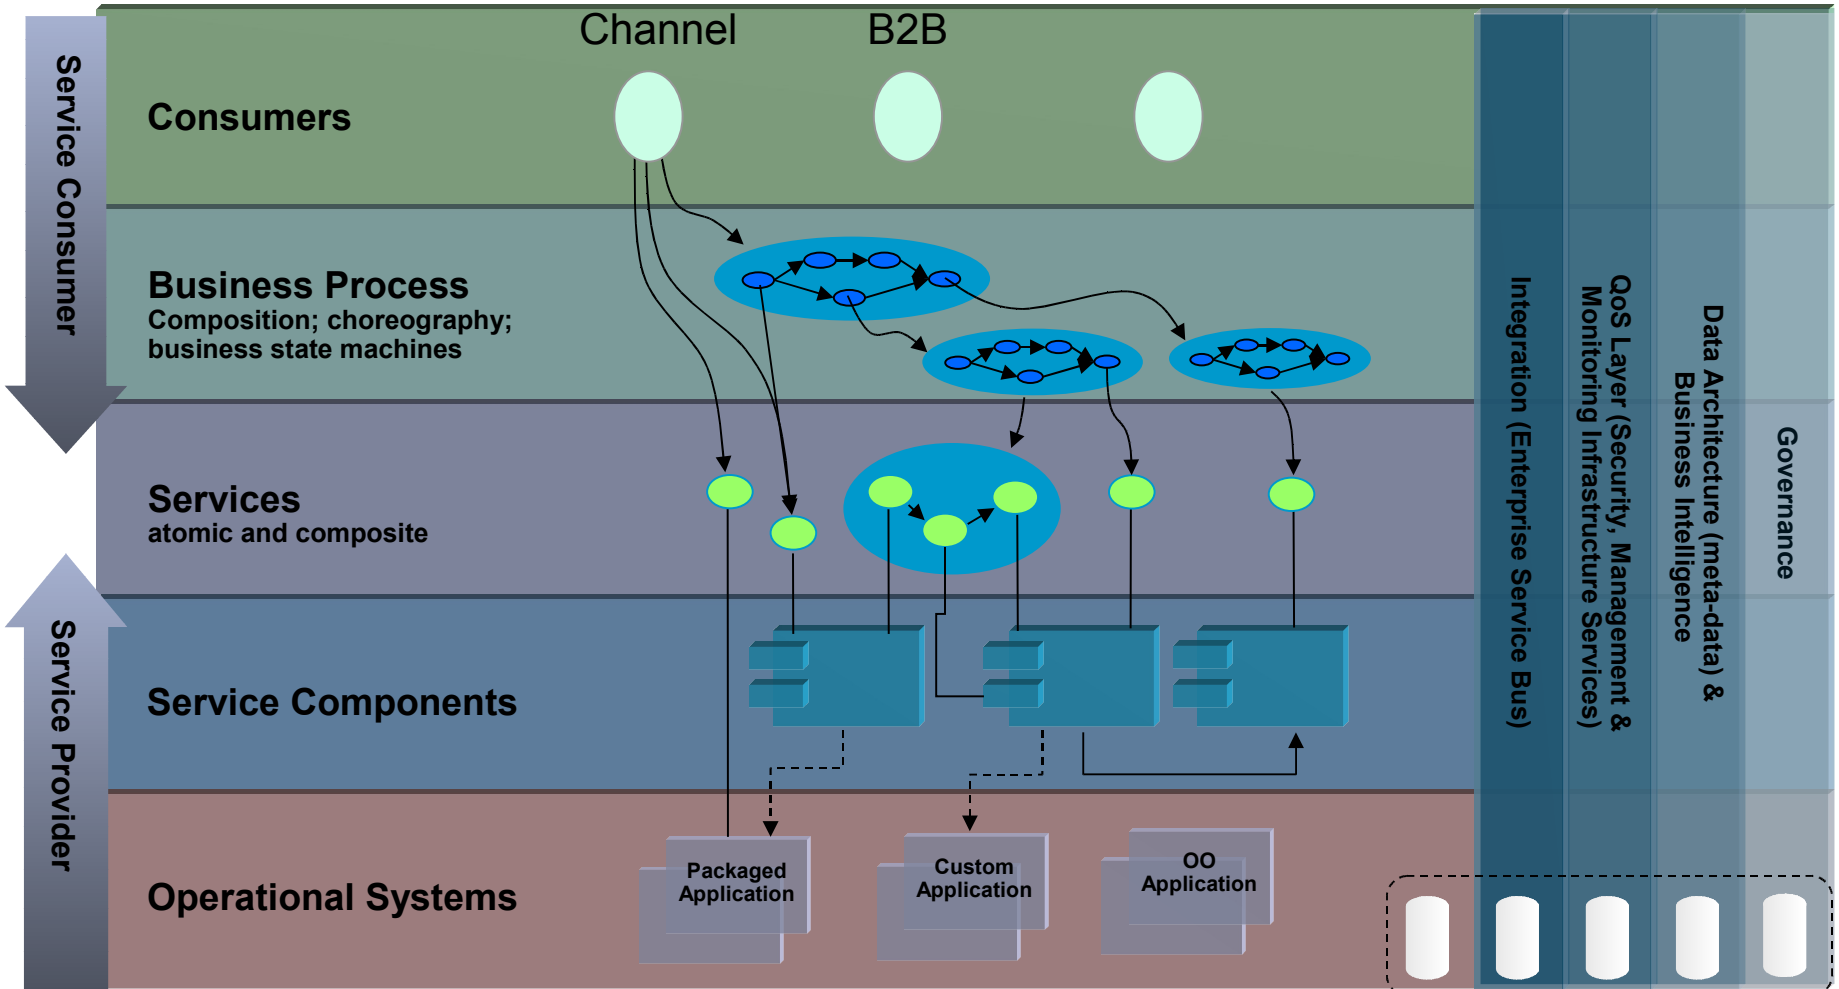 Channel
B2B
Service Consumer
Consumers
Business Process
Composition; choreography;
business state machines
Services
atomic and composite
Service Provider
Service Components
Operational Systems
Packaged
Application
Custom
Application
OO
Application
Integration (Enterprise Service Bus)
QoS Layer (Security, Management &
Monitoring Infrastructure Services)
Data Architecture (meta-data) &
Business Intelligence
Governance